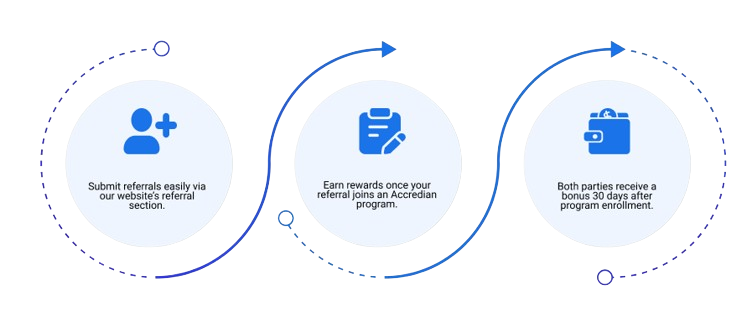 Submit referrals easily via
our website's referral
section.
Earn rewards once your
referral joins an Accredian
program.
Both parties receive a
bonus 30 days after
program enrollment.